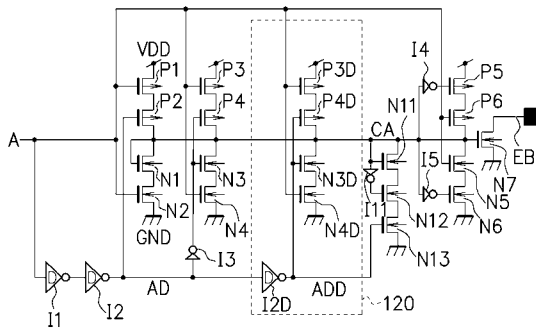 VDD
P1
P3
P3D
I4
P5
P2
P4
P4D
N11
P6
A
CA
EB
N1
N3
N3D
I11
I5
N7
N2
N4
N4D
N12
N5
GND
N13
N6
I3
AD
ADD
I1
I2
I2D
120
D
D
D